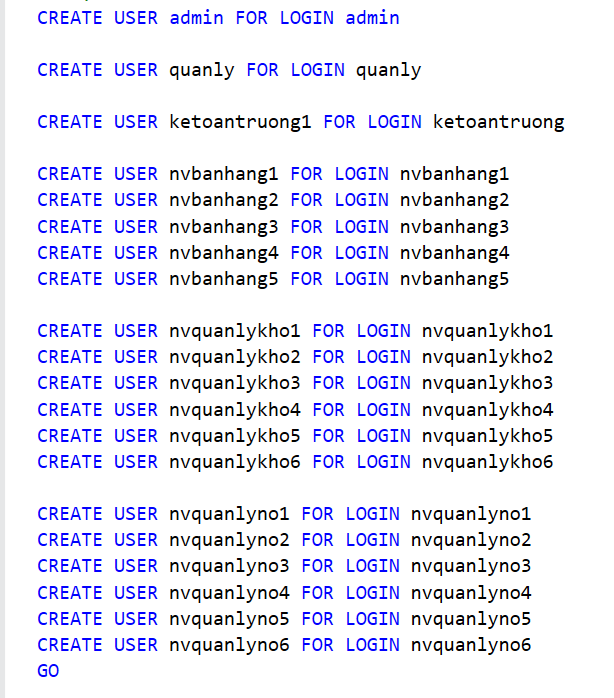 CREATE USER admin FOR LOGIN admin
CREATE USER quanly FOR LOGIN quanly
CREATE USER ketoantruong1 FOR LOGIN ketoantruong
CREATE USER nvbanhang1 FOR LOGIN nvbanhang1
CREATE USER nvbanhang2 FOR LOGIN nvbanhang2
CREATE USER nvbanhang3 FOR LOGIN nvbanhang3
CREATE USER nvbanhang4 FOR LOGIN nvbanhang4
CREATE USER nvbanhang5 FOR LOGIN nvbanhang5
CREATE USER nvquanlykho1 FOR LOGIN nvquanlykho1
CREATE USER nvquanlykho2 FOR LOGIN nvquanlykho2
CREATE USER nvquanlykho3 FOR LOGIN nvquanlykho3
CREATE USER nvquanlykho4 FOR LOGIN nvquanlykho4
CREATE USER nvquanlykho5 FOR LOGIN nvquanlykho5
CREATE USER nvquanlykho6 FOR LOGIN nvquanlykho6
CREATE USER nvquanlyno1 FOR LOGIN nvquanlyno1
CREATE USER nvquanlyno2 FOR LOGIN nvquanlyno2
CREATE USER nvquanlyno3 FOR LOGIN nvquanlyno3
CREATE USER nvquanlyno4 FOR LOGIN nvquanlyno4
CREATE USER nvquanlyno5 FOR LOGIN nvquanlyno5
CREATE USER nvquanlyno6 FOR LOGIN nvquanlyno6
GO